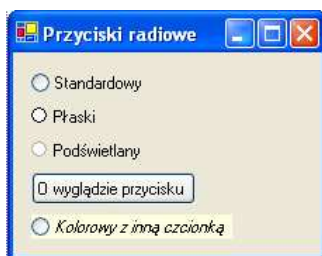 Przyciski radiowe
Standardowy
Płaski
Podświetlany
O wyglądzie przycisku
Kolorowy z inną czcionką